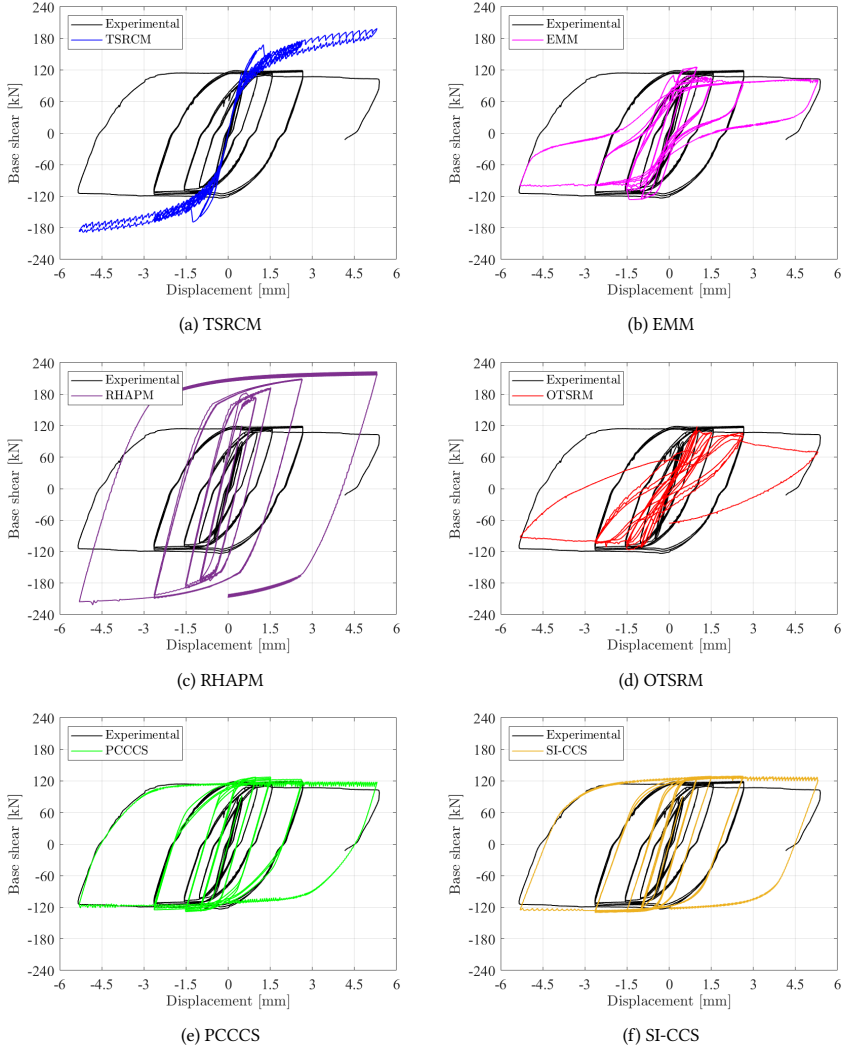 240
180
120
60
0
-60
-120
-180
-240
Base shear [kN]
Experimental
TSRCM
-6 -4.5 -3 -1.5 0 1.5 3 4.5 6
Displacement [mm]
(a) TSRCM
240
180
120
60
0
-60
-120
-180
-240
Base shear [kN]
Experimental
EMM
-6 -4.5 -3 -1.5 0 1.5 3 4.5 6
Displacement [mm]
(b) EMM
240
180
120
60
0
-60
-120
-180
-240
Base shear [kN]
Experimental
RHAPM
-6 -4.5 -3 -1.5 0 1.5 3 4.5 6
Displacement [mm]
(c) RHAPM
240
180
120
60
0
-60
-120
-180
-240
Base shear [kN]
Experimental
OTSRM
-6 -4.5 -3 -1.5 0 1.5 3 4.5 6
Displacement [mm]
(d) OTSRM
240
180
120
60
0
-60
-120
-180
-240
Base shear [kN]
Experimental
PCCCS
-6 -4.5 -3 -1.5 0 1.5 3 4.5 6
Displacement [mm]
(e) PCCCS
240
180
120
60
0
-60
-120
-180
-240
Base shear [kN]
Experimental
SI-CCS
-6 -4.5 -3 -1.5 0 1.5 3 4.5 6
Displacement [mm]
(f) SI-CCS